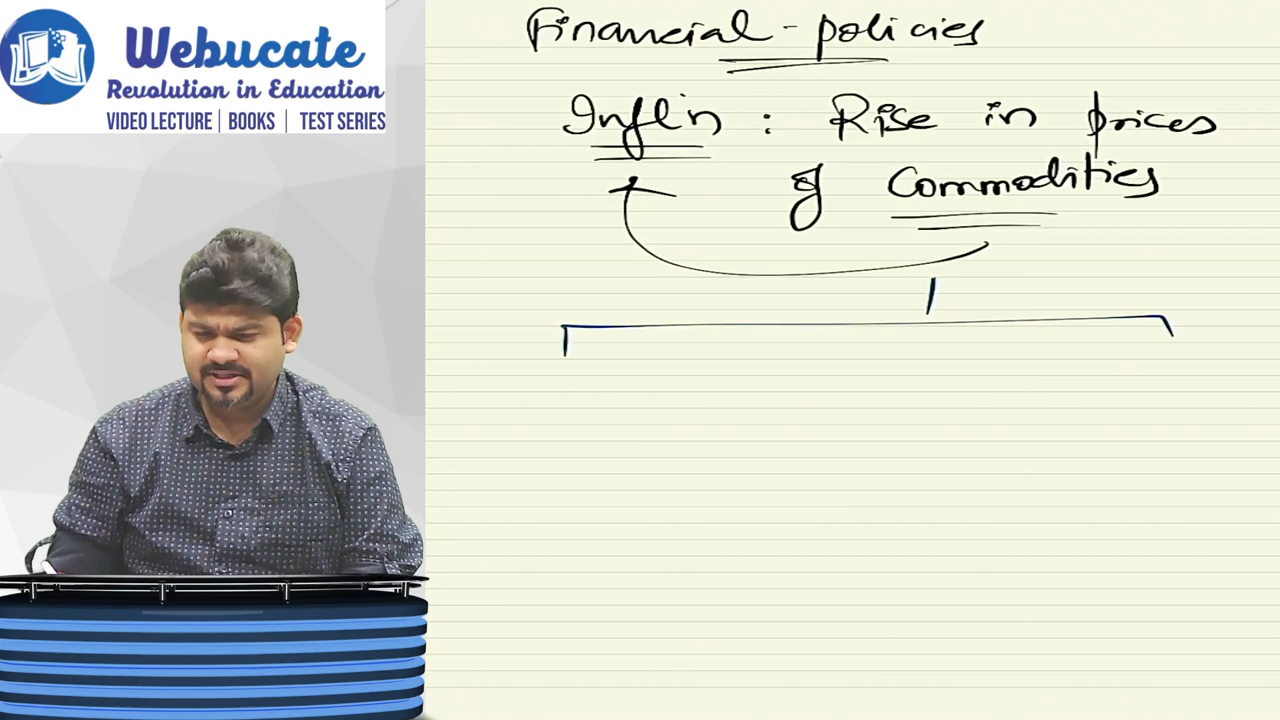 Webucate
Revolution in Education
VIDEO LECTURE | BOOKS | TEST SERIES
Financial - policies
Infl'n : Rise in prices
of Commodities